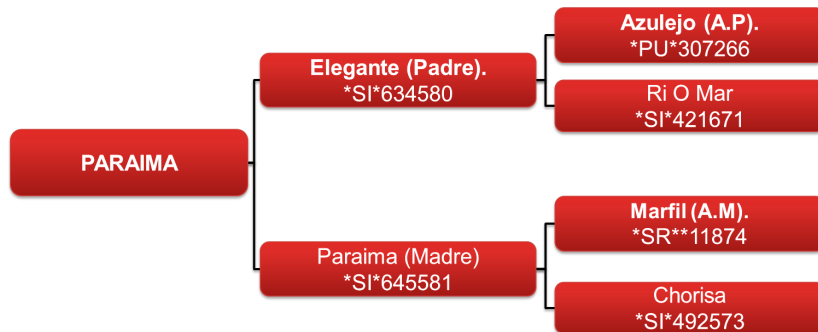 Azulejo (A.P).
*PU*307266
Elegante (Padre).
*SI*634580
Ri O Mar
*SI*421671
PARAIMA
Marfil (A.M).
*SR**11874
Paraima (Madre)
*SI*645581
Chorisa
*SI*492573